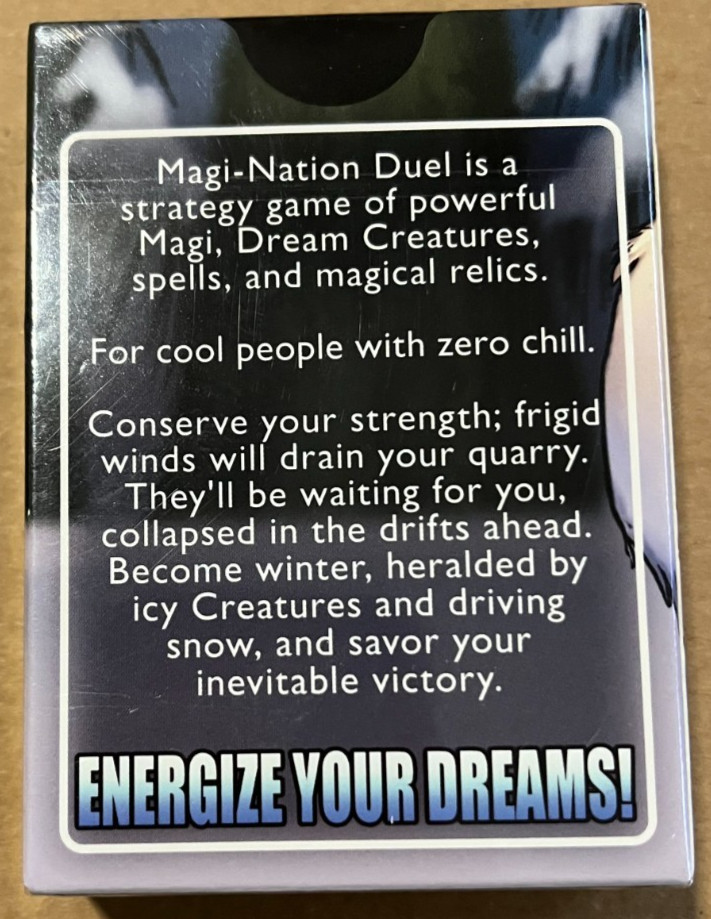 Magi-Nation Duel is a
strategy game of powerful
Magi, Dream Creatures,
spells, and magical relics.
For cool people with zero chill.
Conserve your strength; frigid
winds will drain your quarry.
They'll be waiting for you,
collapsed in the drifts ahead.
Become winter, heralded by
icy Creatures and driving
snow, and savor your
inevitable victory.
ENERGIZE YOUR DREAMS!